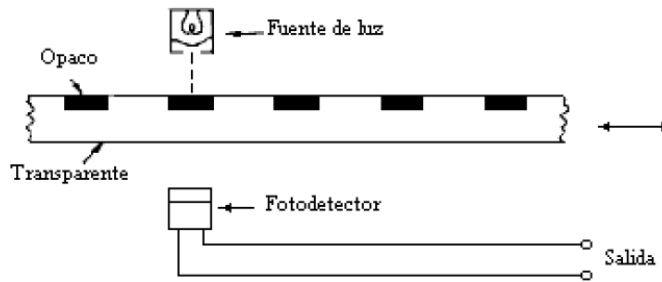 Fuente de luz
Opaco
Transparente
Fotodetector
Salida